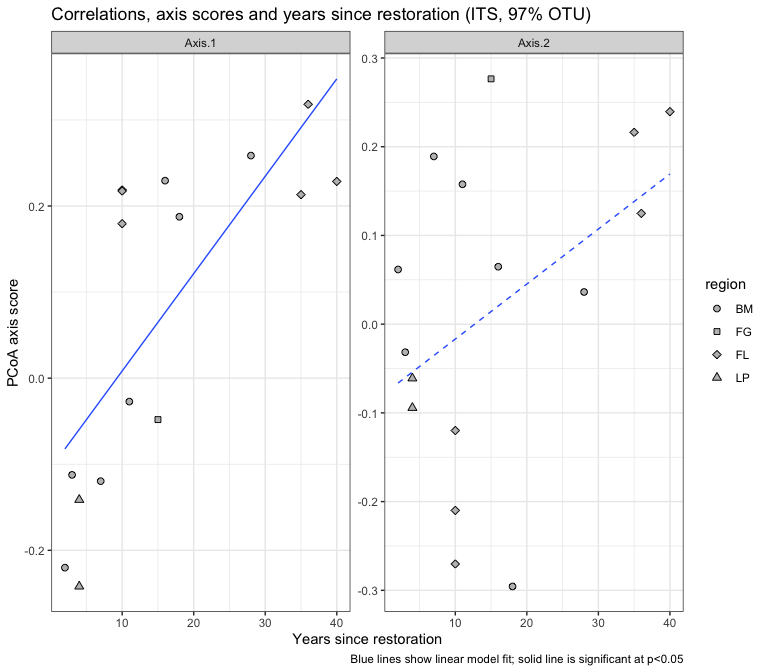 Correlations, axis scores and years since restoration (ITS, 97% OTU)
Axis.1
Axis.2
PCoA axis score
0.2
0.0
-0.2
0.3
0.2
0.1
0.0
-0.1
-0.2
-0.3
10 20 30 40
10 20 30 40
Years since restoration
region
BM
FG
FL
LP
Blue lines show linear model fit; solid line is significant at p<0.05